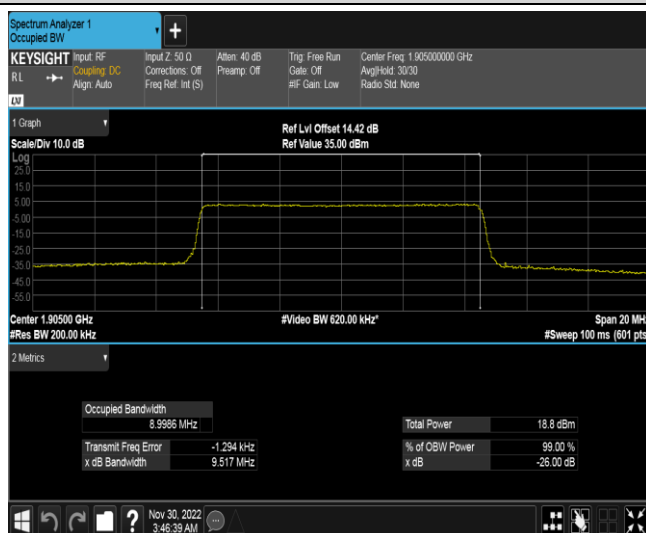 Spectrum Analyzer 1
Occupied BW
+
KEYSIGHT
RL
LXI
Input: RF
Coupling: DC
Align: Auto
Input Z: 50 Ω
Corrections: Off
Freq Ref: Int (S)
Atten: 40 dB
Preamp: Off
Trig: Free Run
Gate: Off
#IF Gain: Low
Center Freq: 1.905000000 GHz
Avg|Hold: 30/30
Radio Std: None
1 Graph
Scale/Div 10.0 dB
Ref Lvl Offset 14.42 dB
Ref Value 35.00 dBm
Log
25.0
15.0
5.00
-5.00
-15.0
-25.0
-35.0
-45.0
-55.0
Center 1.90500 GHz
#Res BW 200.00 kHz
#Video BW 620.00 kHz*
Span 20 MHz
#Sweep 100 ms (601 pts
2 Metrics
Occupied Bandwidth
8.9986 MHz
Transmit Freq Error -1.294 kHz
x dB Bandwidth 9.517 MHz
Total Power 18.8 dBm
% of OBW Power 99.00 %
x dB -26.00 dB
?
Nov 30, 2022
3:46:39 AM